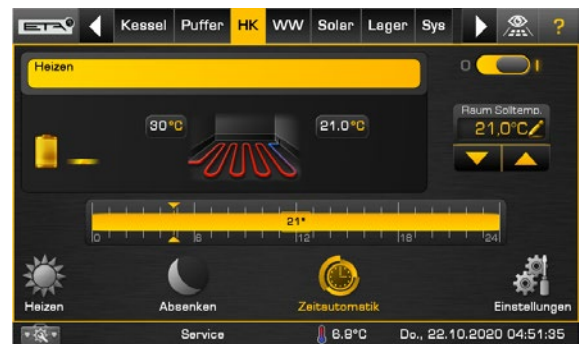 ETA Kessel Puffer HK WW Solar Lager Sys ?
Heizen
0 I
Raum Solltemp.
21,0°C
30°C 21.0°C
21°
0 6 12 18 24
Heizen Absenken Zeitautomatik Einstellungen
Service 6.8°C Do., 22.10.2020 04:51:35